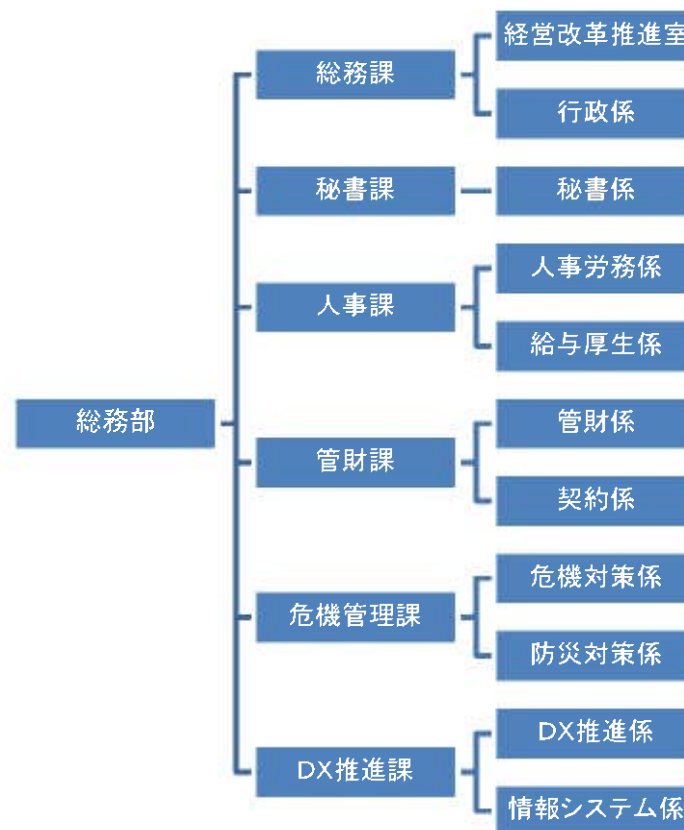 総務部
総務課
経営改革推進室
行政係
秘書課
秘書係
人事課
人事労務係
給与厚生係
管財課
管財係
契約係
危機管理課
危機対策係
防災対策係
DX推進課
DX推進係
情報システム係